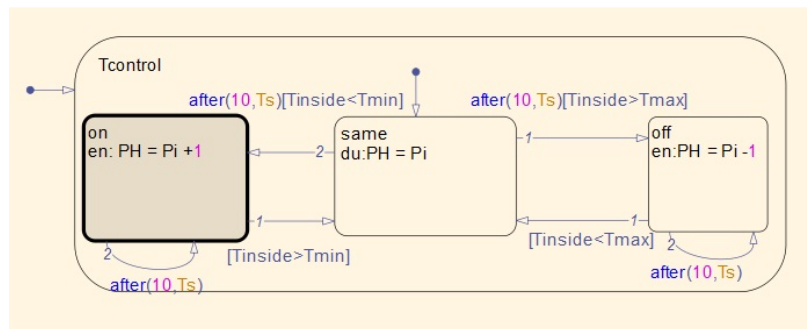 Tcontrol
after(10,Ts)[Tinside<Tmin]
after(10,Ts)[Tinside>Tmax]
on
en: PH = Pi +1
same
du:PH = Pi
off
en:PH = Pi -1
2
1
1
1
[Tinside>Tmin]
[Tinside<Tmax]
2
after(10,Ts)
2
after(10,Ts)